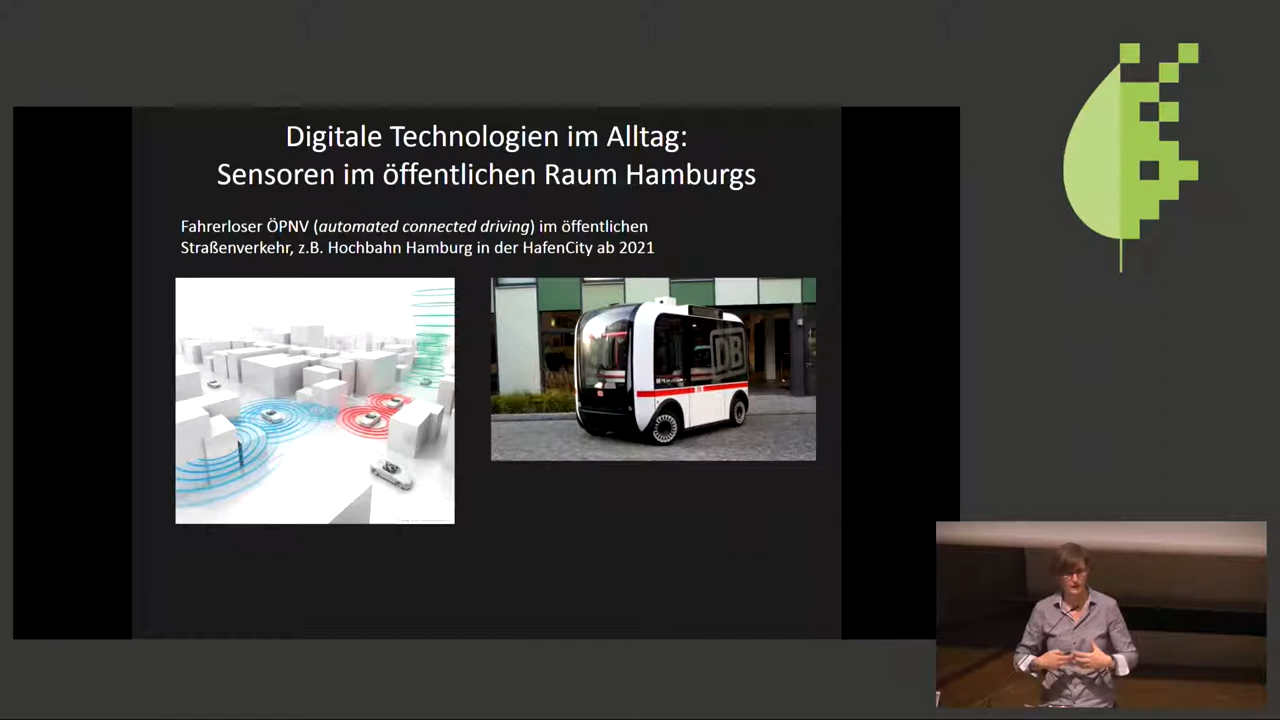 Digitale Technologien im Alltag:
Sensoren im öffentlichen Raum Hamburgs
Fahrerloser ÖPNV (automated connected driving) im öffentlichen
Straßenverkehr, z.B. Hochbahn Hamburg in der HafenCity ab 2021
DB